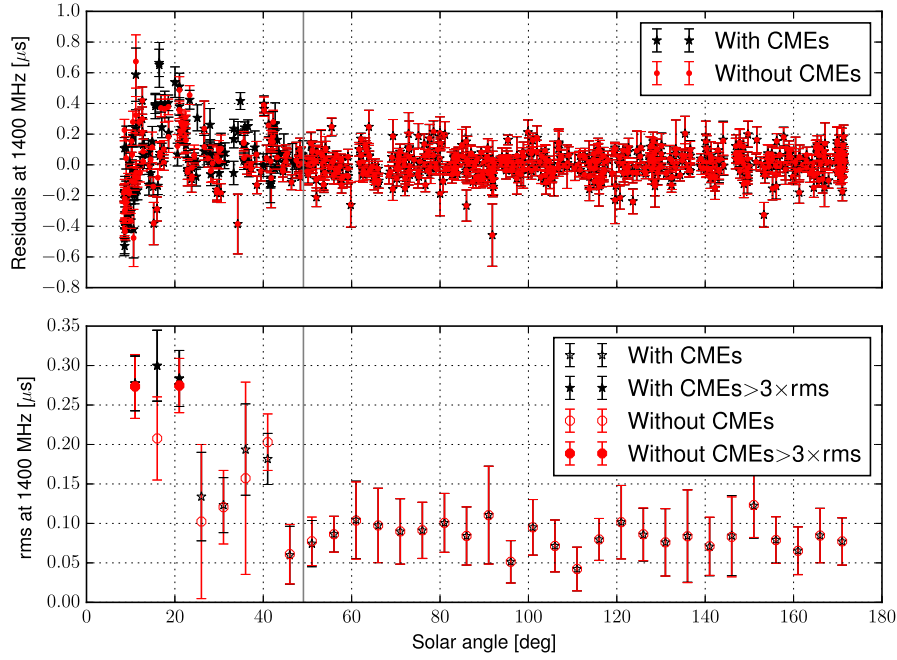 1.0
0.8
0.6
0.4
0.2
0.0
−0.2
−0.4
−0.6
−0.8
Residuals at 1400 MHz [μs]
With CMEs
Without CMEs
0.35
0.30
0.25
0.20
0.15
0.10
0.05
0.00
rms at 1400 MHz [μs]
With CMEs
With CMEs>3×rms
Without CMEs
Without CMEs>3×rms
0 20 40 60 80 100 120 140 160 180
Solar angle [deg]